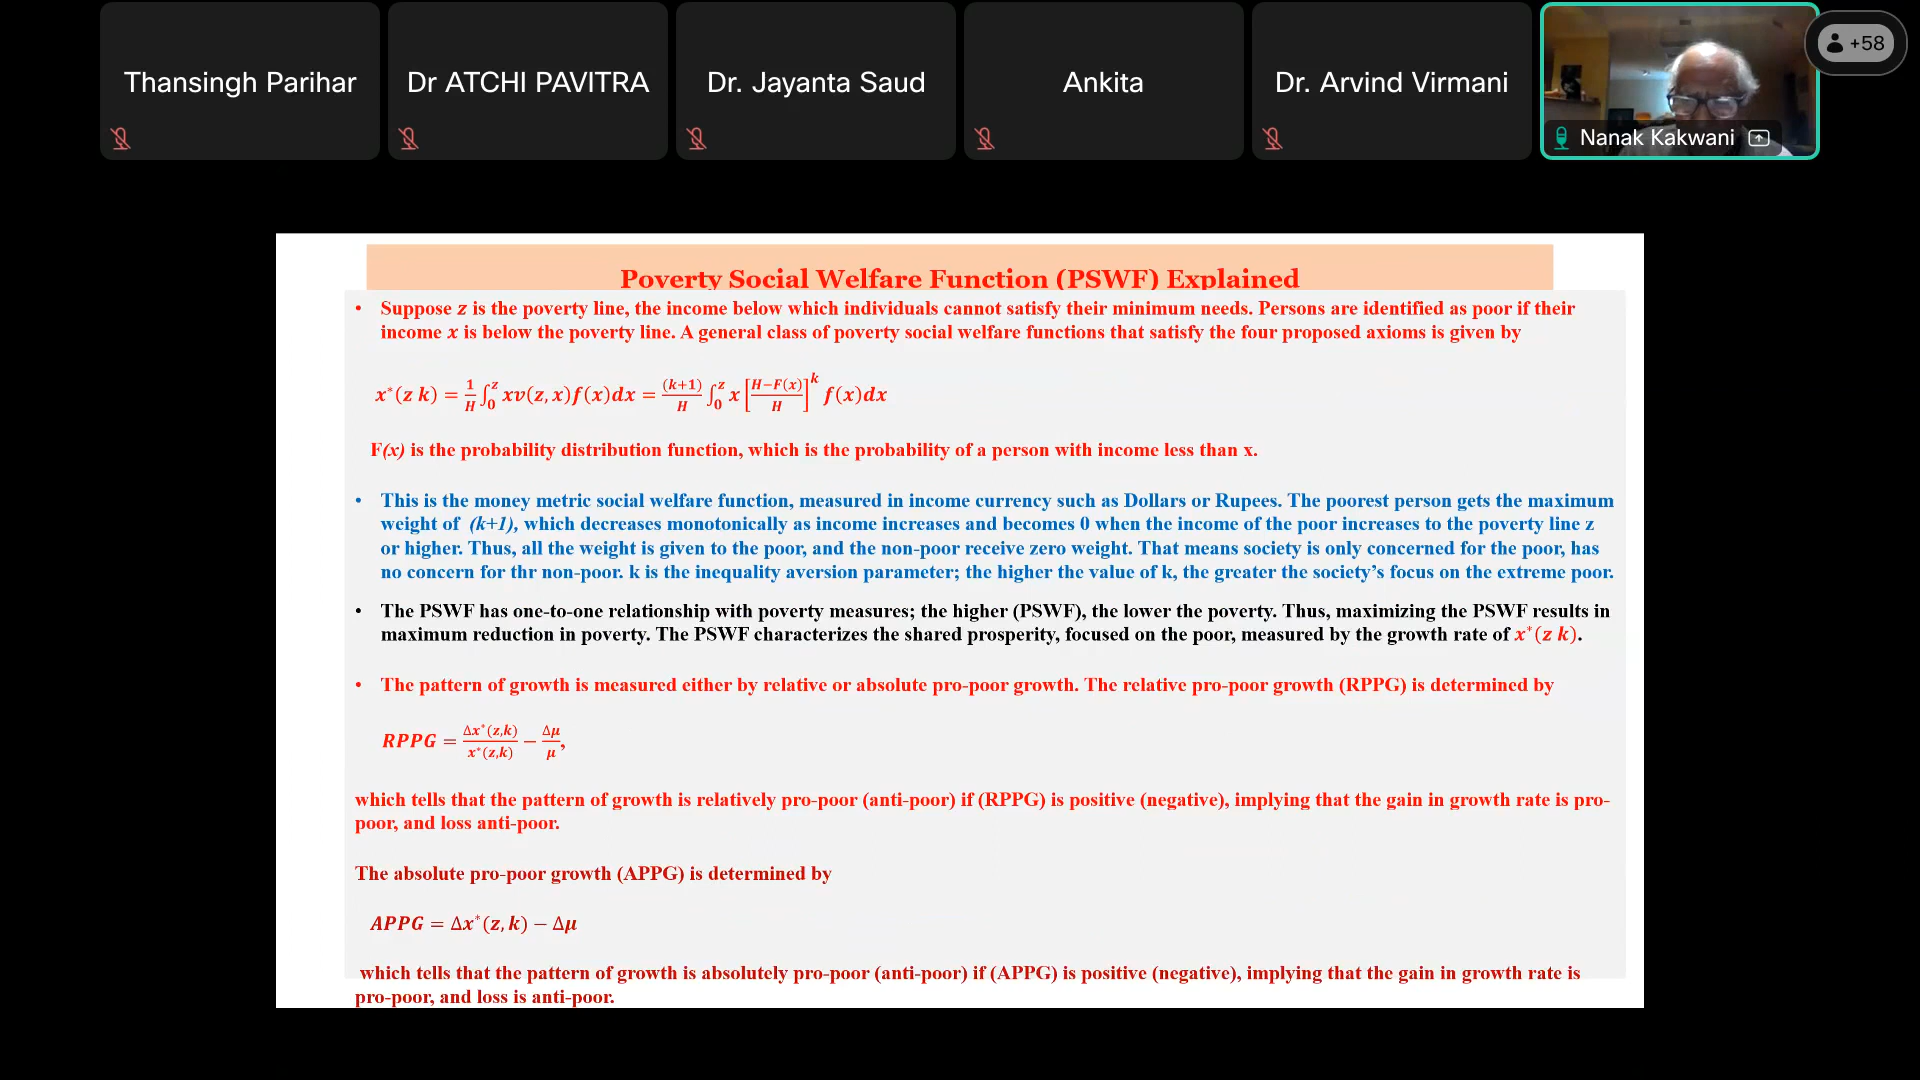 Thansingh Parihar
Dr ATCHI PAVITRA
Dr. Jayanta Saud
Ankita
Dr. Arvind Virmani
Nanak Kakwani
+58
Poverty Social Welfare Function (PSWF) Explained
• Suppose z is the poverty line, the income below which individuals cannot satisfy their minimum needs. Persons are identified as poor if their
income x is below the poverty line. A general class of poverty social welfare functions that satisfy the four proposed axioms is given by
x*(z k) = 1/H ∫₀ᶻ xv(z, x)f(x)dx = (k+1)/H ∫₀ᶻ x [H−F(x)/H]ᵏ f(x)dx
F(x) is the probability distribution function, which is the probability of a person with income less than x.
• This is the money metric social welfare function, measured in income currency such as Dollars or Rupees. The poorest person gets the maximum
weight of (k+1), which decreases monotonically as income increases and becomes 0 when the income of the poor increases to the poverty line z
or higher. Thus, all the weight is given to the poor, and the non-poor receive zero weight. That means society is only concerned for the poor, has
no concern for thr non-poor. k is the inequality aversion parameter; the higher the value of k, the greater the society's focus on the extreme poor.
• The PSWF has one-to-one relationship with poverty measures; the higher (PSWF), the lower the poverty. Thus, maximizing the PSWF results in
maximum reduction in poverty. The PSWF characterizes the shared prosperity, focused on the poor, measured by the growth rate of x*(z k).
• The pattern of growth is measured either by relative or absolute pro-poor growth. The relative pro-poor growth (RPPG) is determined by
RPPG = Δx*(z,k)/x*(z,k) − Δμ/μ,
which tells that the pattern of growth is relatively pro-poor (anti-poor) if (RPPG) is positive (negative), implying that the gain in growth rate is pro-
poor, and loss anti-poor.
The absolute pro-poor growth (APPG) is determined by
APPG = Δx*(z, k) − Δμ
which tells that the pattern of growth is absolutely pro-poor (anti-poor) if (APPG) is positive (negative), implying that the gain in growth rate is
pro-poor, and loss is anti-poor.